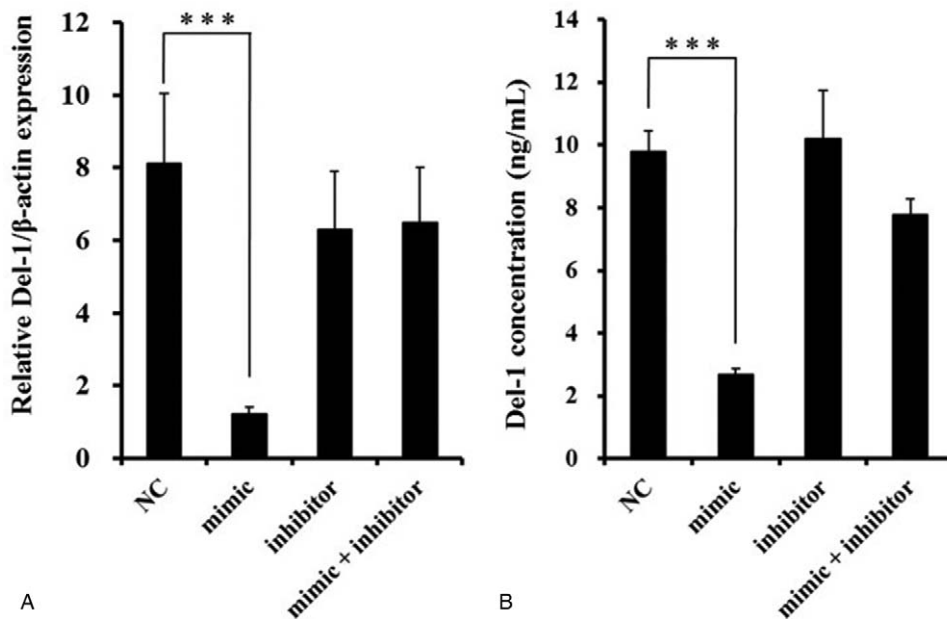 Relative Del-1/β-actin expression
12
10
8
6
4
2
0
***
NC
mimic
inhibitor
mimic + inhibitor
A
Del-1 concentration (ng/mL)
14
12
10
8
6
4
2
0
***
NC
mimic
inhibitor
mimic + inhibitor
B